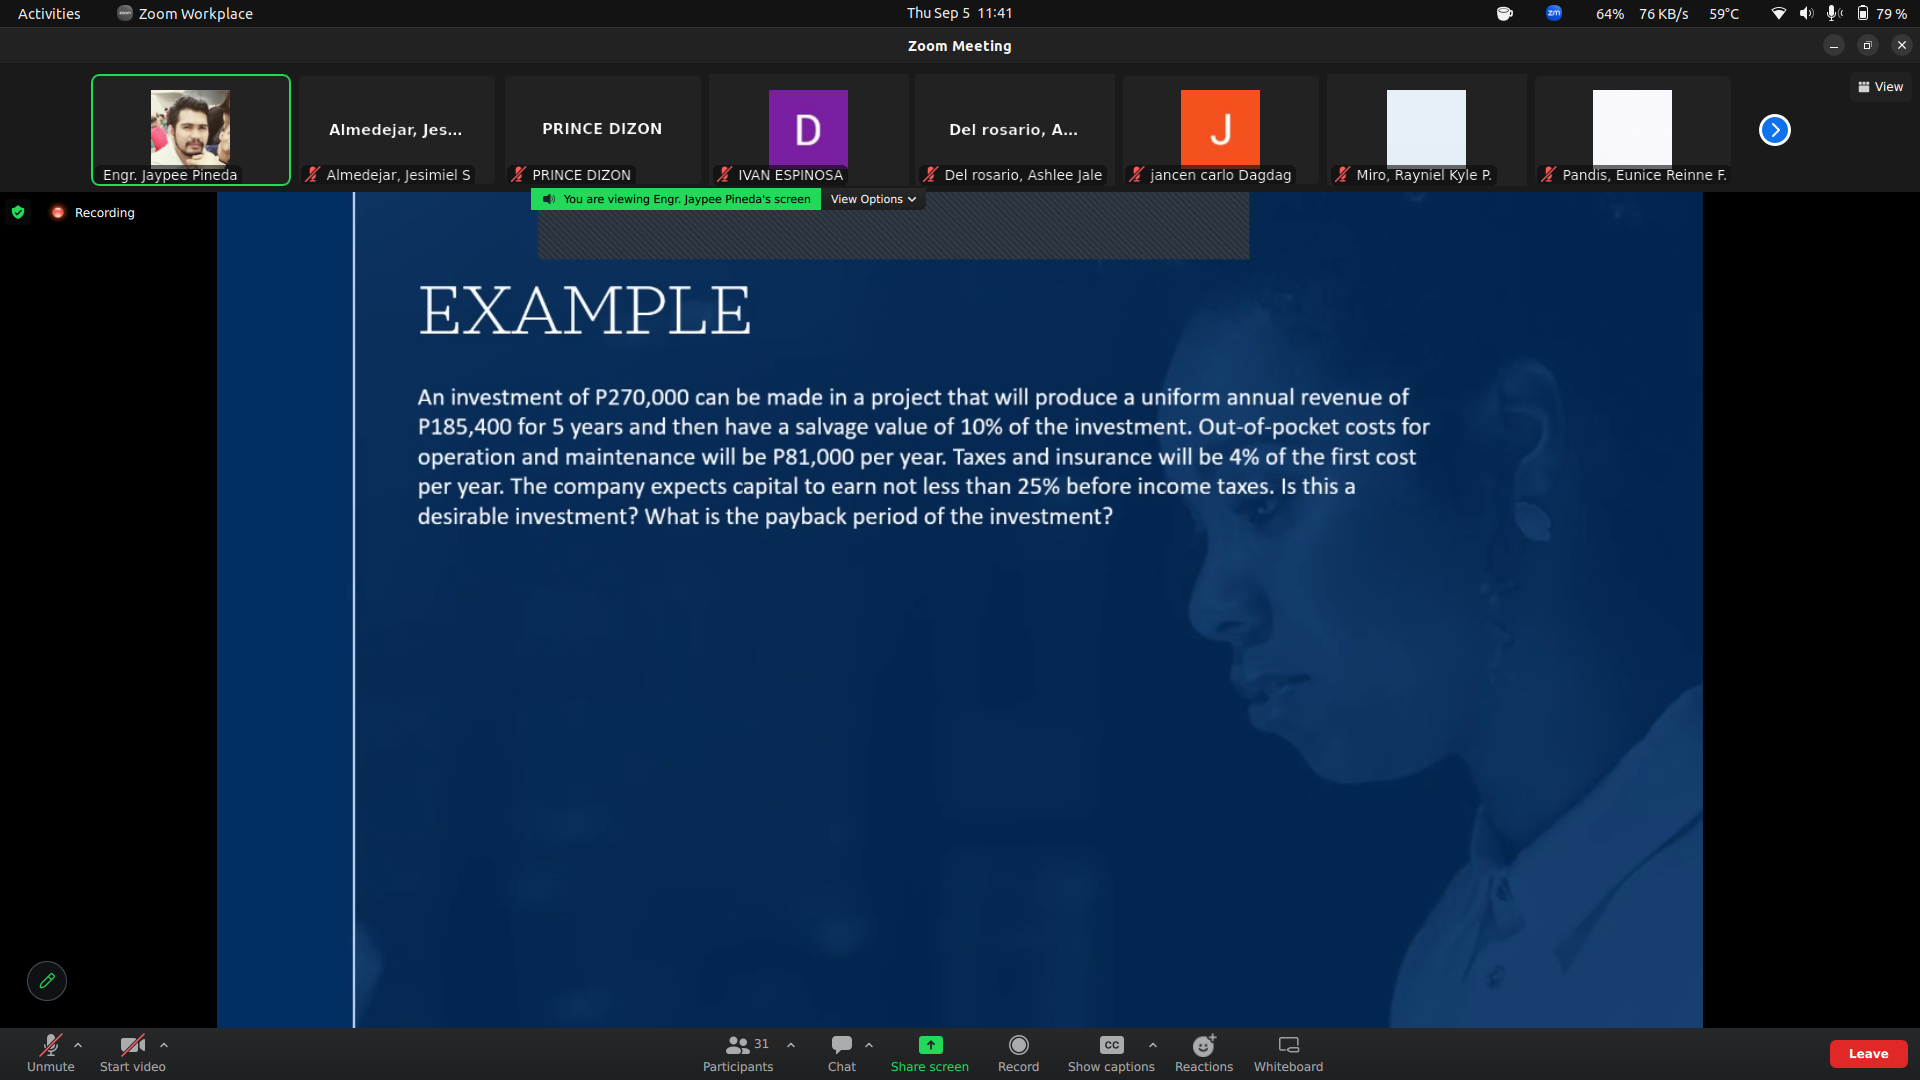 Activities
Zoom Workplace
Thu Sep 5 11:41
zm
64%
76 KB/s
59°C
79 %
Zoom Meeting
Almedejar, Jes...
PRINCE DIZON
D
Del rosario, A...
J
View
Engr. Jaypee Pineda
Almedejar, Jesimiel S
PRINCE DIZON
IVAN ESPINOSA
Del rosario, Ashlee Jale
jancen carlo Dagdag
Miro, Rayniel Kyle P.
Pandis, Eunice Reinne F.
You are viewing Engr. Jaypee Pineda's screen
View Options
Recording
EXAMPLE
An investment of P270,000 can be made in a project that will produce a uniform annual revenue of
P185,400 for 5 years and then have a salvage value of 10% of the investment. Out-of-pocket costs for
operation and maintenance will be P81,000 per year. Taxes and insurance will be 4% of the first cost
per year. The company expects capital to earn not less than 25% before income taxes. Is this a
desirable investment? What is the payback period of the investment?
31
CC
Unmute
Start video
Participants
Chat
Share screen
Record
Show captions
Reactions
Whiteboard
Leave